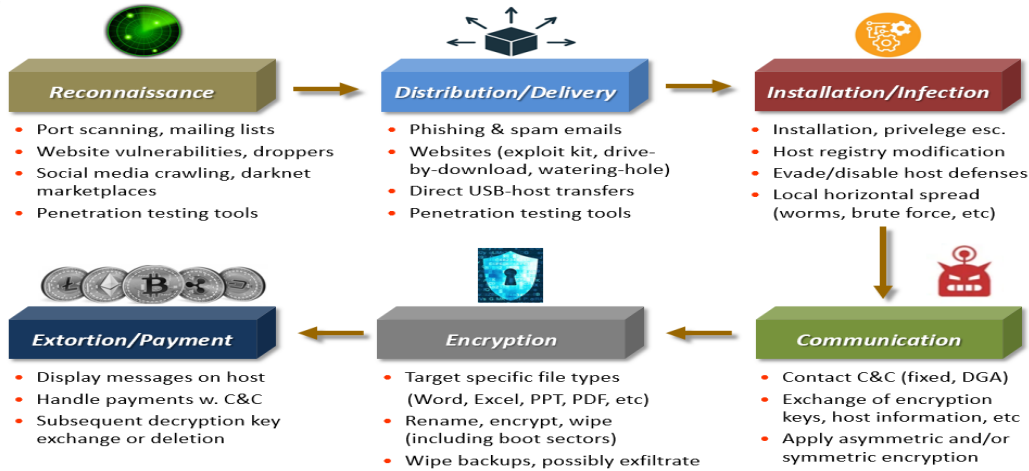 Reconnaissance
• Port scanning, mailing lists
• Website vulnerabilities, droppers
• Social media crawling, darknet
marketplaces
• Penetration testing tools
Distribution/Delivery
• Phishing & spam emails
• Websites (exploit kit, drive-
by-download, watering-hole)
• Direct USB-host transfers
• Penetration testing tools
Installation/Infection
• Installation, privelege esc.
• Host registry modification
• Evade/disable host defenses
• Local horizontal spread
(worms, brute force, etc)
Communication
• Contact C&C (fixed, DGA)
• Exchange of encryption
keys, host information, etc
• Apply asymmetric and/or
symmetric encryption
Encryption
• Target specific file types
(Word, Excel, PPT, PDF, etc)
• Rename, encrypt, wipe
(including boot sectors)
• Wipe backups, possibly exfiltrate
Extortion/Payment
• Display messages on host
• Handle payments w. C&C
• Subsequent decryption key
exchange or deletion